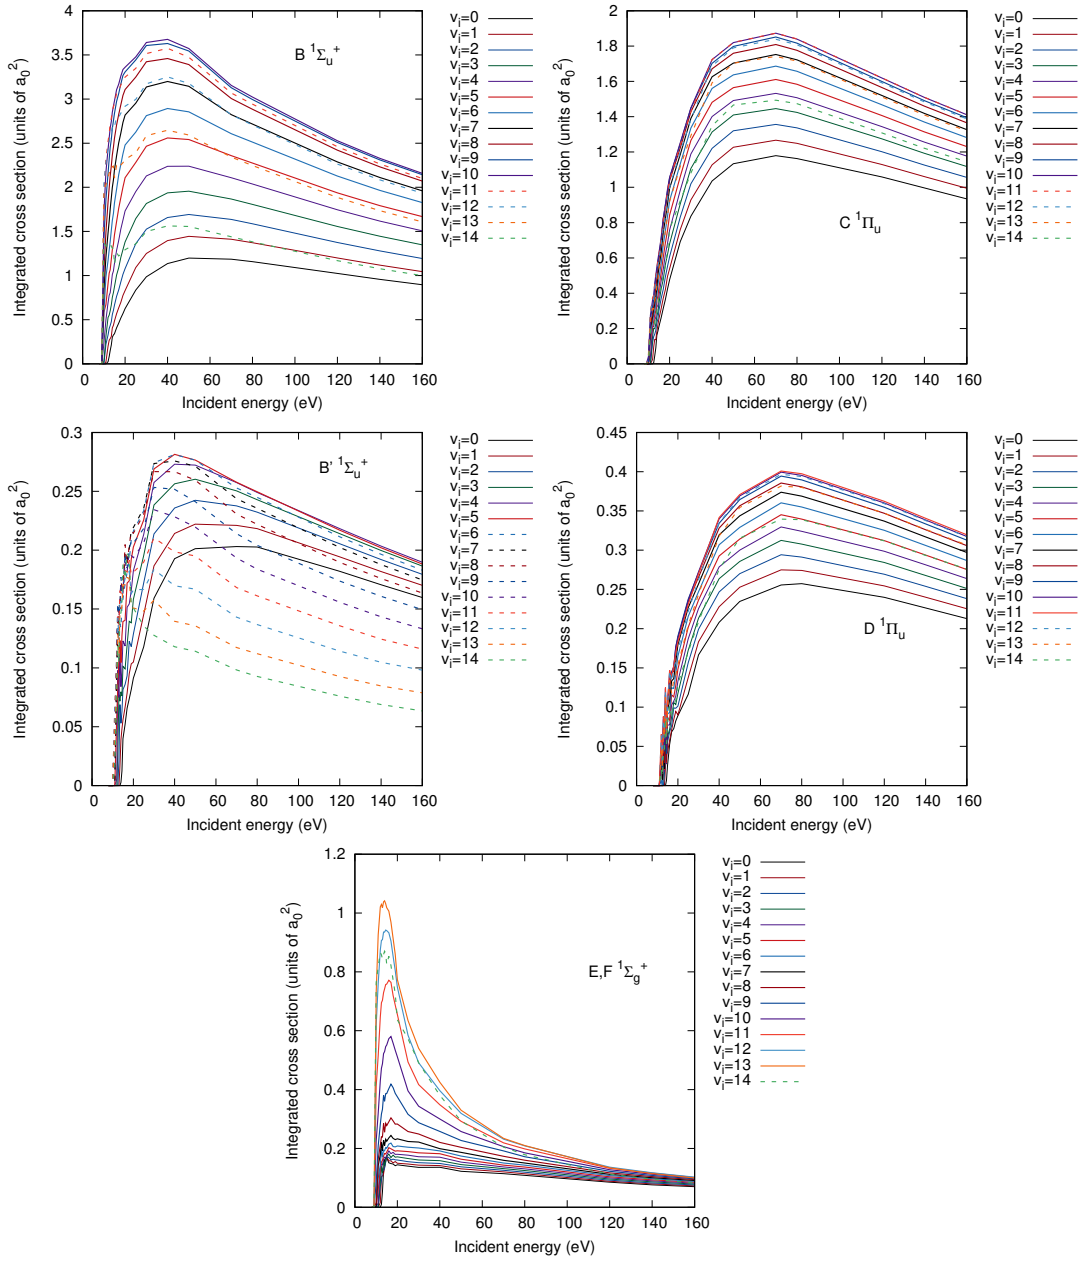 Integrated cross section (units of a₀²)
4
3.5
3
2.5
2
1.5
1
0.5
0
B ¹Σᵤ⁺
0 20 40 60 80 100 120 140 160
Incident energy (eV)
vᵢ=0
vᵢ=1
vᵢ=2
vᵢ=3
vᵢ=4
vᵢ=5
vᵢ=6
vᵢ=7
vᵢ=8
vᵢ=9
vᵢ=10
vᵢ=11
vᵢ=12
vᵢ=13
vᵢ=14
Integrated cross section (units of a₀²)
2
1.8
1.6
1.4
1.2
1
0.8
0.6
0.4
0.2
0
C ¹Πᵤ
0 20 40 60 80 100 120 140 160
Incident energy (eV)
vᵢ=0
vᵢ=1
vᵢ=2
vᵢ=3
vᵢ=4
vᵢ=5
vᵢ=6
vᵢ=7
vᵢ=8
vᵢ=9
vᵢ=10
vᵢ=11
vᵢ=12
vᵢ=13
vᵢ=14
Integrated cross section (units of a₀²)
0.3
0.25
0.2
0.15
0.1
0.05
0
B' ¹Σᵤ⁺
0 20 40 60 80 100 120 140 160
Incident energy (eV)
vᵢ=0
vᵢ=1
vᵢ=2
vᵢ=3
vᵢ=4
vᵢ=5
vᵢ=6
vᵢ=7
vᵢ=8
vᵢ=9
vᵢ=10
vᵢ=11
vᵢ=12
vᵢ=13
vᵢ=14
Integrated cross section (units of a₀²)
0.45
0.4
0.35
0.3
0.25
0.2
0.15
0.1
0.05
0
D ¹Πᵤ
0 20 40 60 80 100 120 140 160
Incident energy (eV)
vᵢ=0
vᵢ=1
vᵢ=2
vᵢ=3
vᵢ=4
vᵢ=5
vᵢ=6
vᵢ=7
vᵢ=8
vᵢ=9
vᵢ=10
vᵢ=11
vᵢ=12
vᵢ=13
vᵢ=14
Integrated cross section (units of a₀²)
1.2
1
0.8
0.6
0.4
0.2
0
E,F ¹Σg⁺
0 20 40 60 80 100 120 140 160
Incident energy (eV)
vᵢ=0
vᵢ=1
vᵢ=2
vᵢ=3
vᵢ=4
vᵢ=5
vᵢ=6
vᵢ=7
vᵢ=8
vᵢ=9
vᵢ=10
vᵢ=11
vᵢ=12
vᵢ=13
vᵢ=14